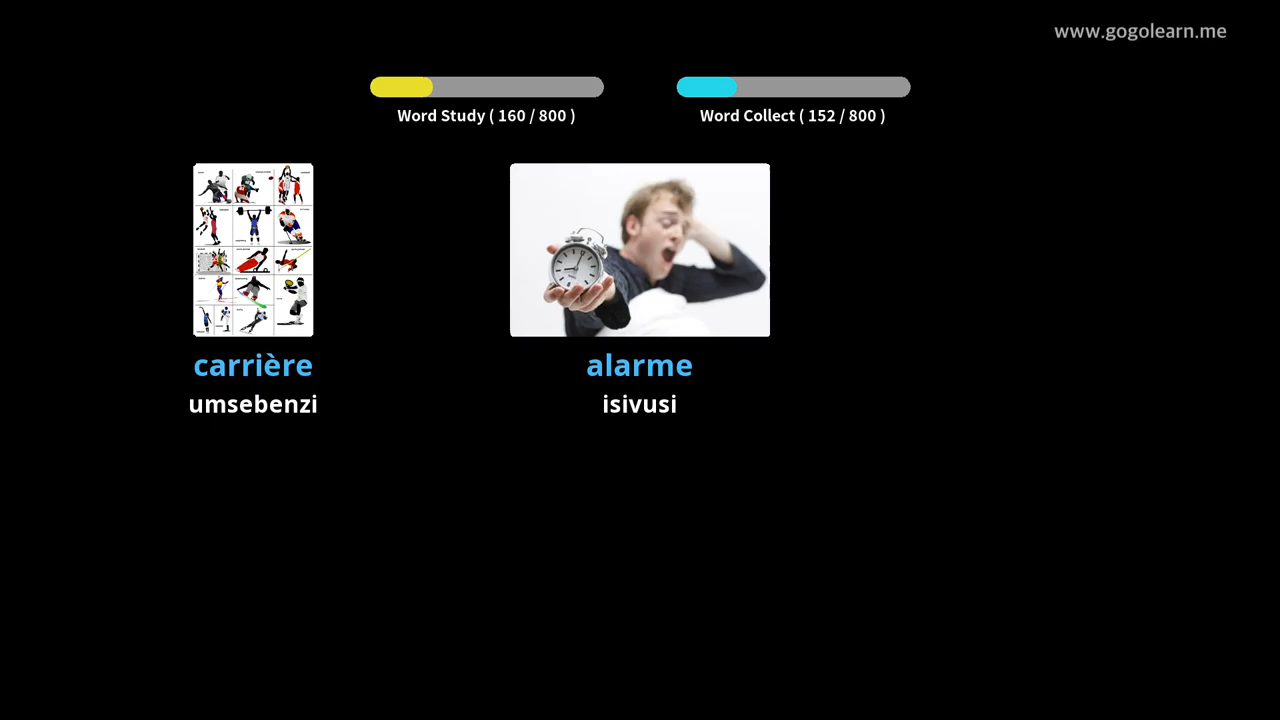 www.gogolearn.me
Word Study ( 160 / 800 )
Word Collect ( 152 / 800 )
carrière
alarme
umsebenzi
isivusi